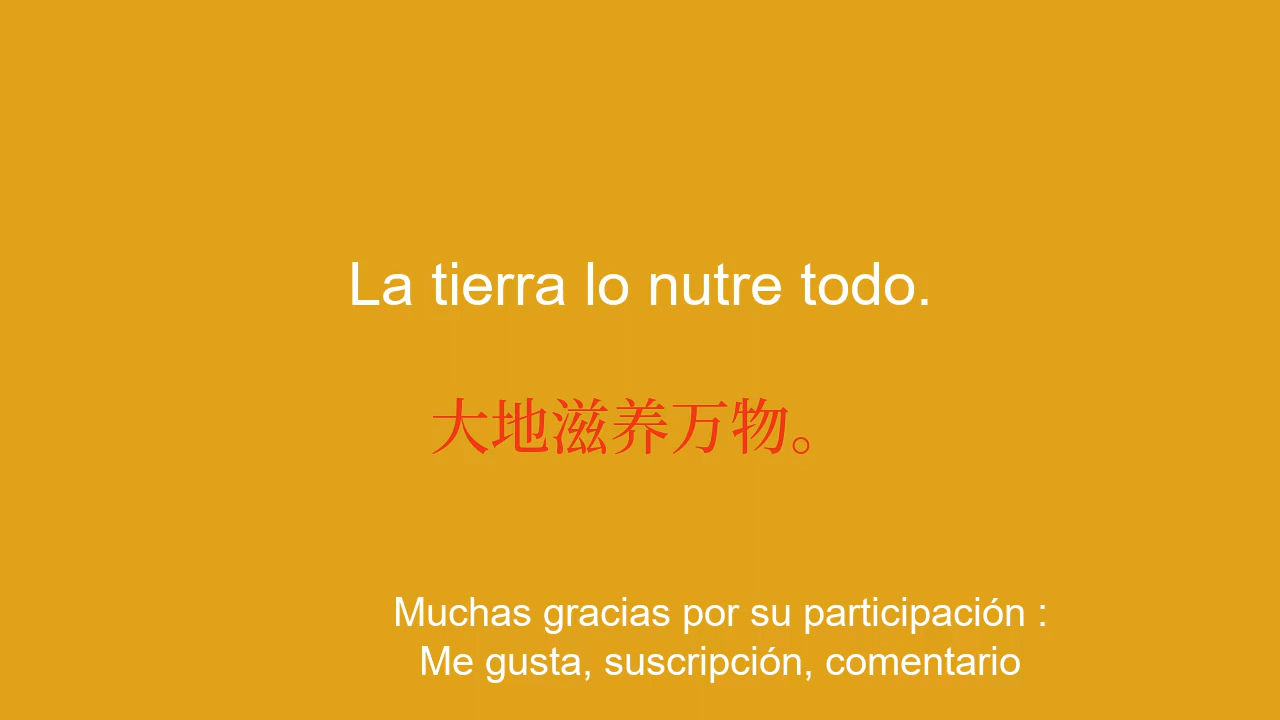 La tierra lo nutre todo.
大地滋养万物。
Muchas gracias por su participación :
Me gusta, suscripción, comentario